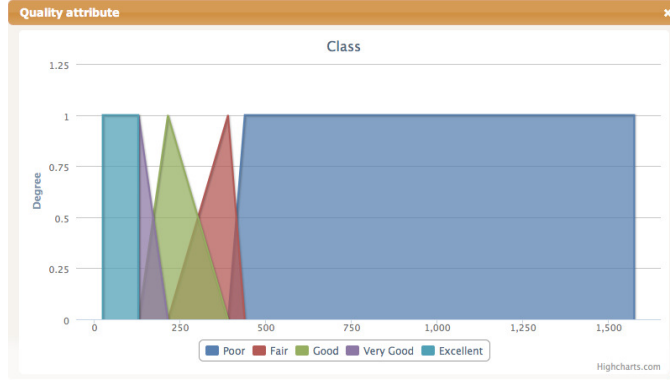 Quality attribute ×
Class
1,25
1
0,75
0,5
0,25
0
Degree
0 250 500 750 1,000 1,250 1,500
Poor Fair Good Very Good Excellent
Highcharts.com